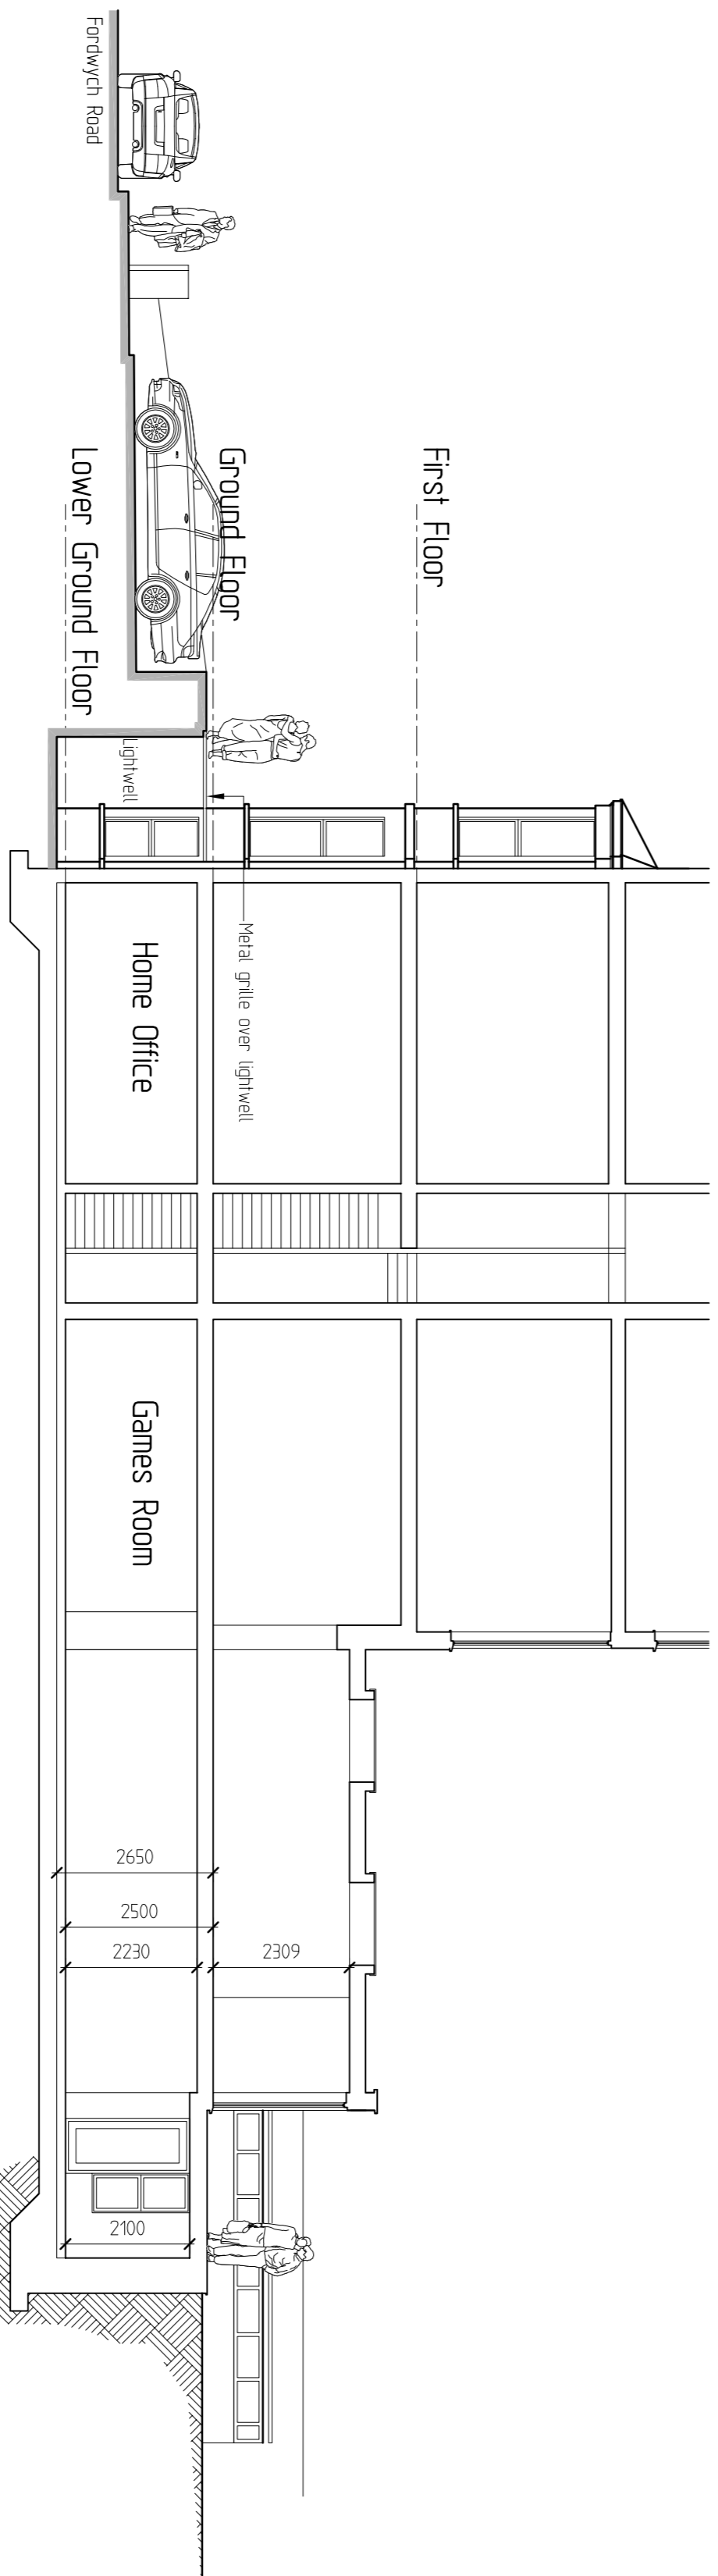 First Floor
Ground Floor
Lower Ground Floor
Fordwych Road
Lightwell
Metal grille over lightwell
Home Office
Games Room
2650
2500
2230
2309
2100